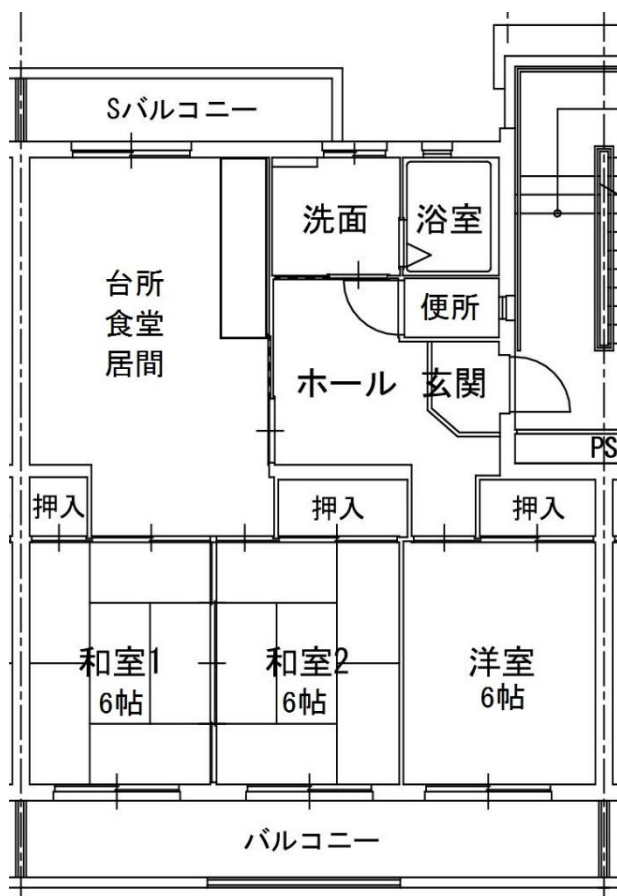 Sバルコニー
洗面
浴室
台所
食堂
居間
便所
ホール
玄関
PS
押入
押入
押入
和室1
6帖
和室2
6帖
洋室
6帖
バルコニー